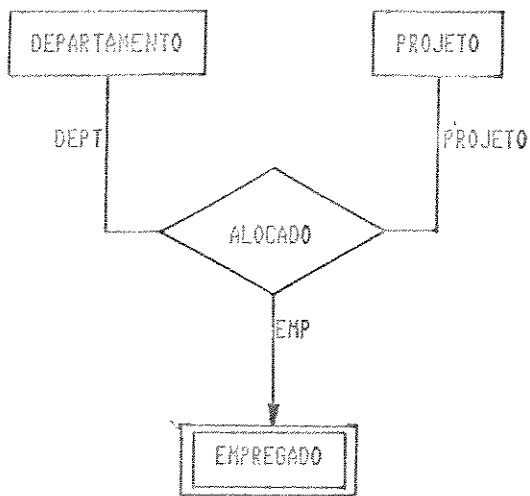 DEPARTAMENTO
PROJETO
DEPT
PROJETO
ALOCADO
EMP
EMPREGADO